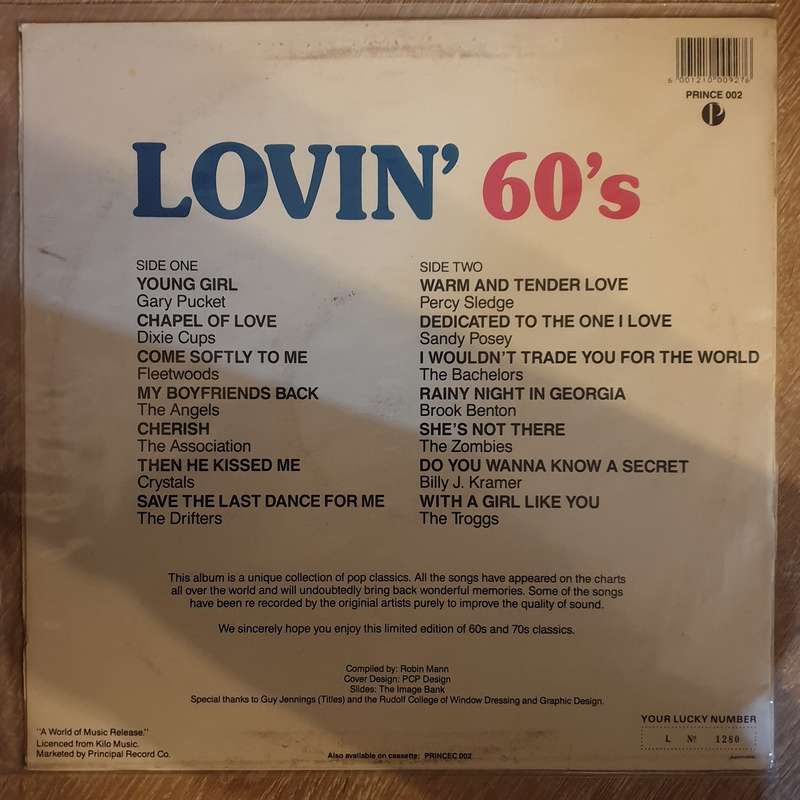 6 001210 009276
PRINCE 002
LOVIN' 60's
SIDE ONE
YOUNG GIRL
Gary Pucket
CHAPEL OF LOVE
Dixie Cups
COME SOFTLY TO ME
Fleetwoods
MY BOYFRIENDS BACK
The Angels
CHERISH
The Association
THEN HE KISSED ME
Crystals
SAVE THE LAST DANCE FOR ME
The Drifters
SIDE TWO
WARM AND TENDER LOVE
Percy Sledge
DEDICATED TO THE ONE I LOVE
Sandy Posey
I WOULDN'T TRADE YOU FOR THE WORLD
The Bachelors
RAINY NIGHT IN GEORGIA
Brook Benton
SHE'S NOT THERE
The Zombies
DO YOU WANNA KNOW A SECRET
Billy J. Kramer
WITH A GIRL LIKE YOU
The Troggs
This album is a unique collection of pop classics. All the songs have appeared on the charts
all over the world and will undoubtedly bring back wonderful memories. Some of the songs
have been re recorded by the originial artists purely to improve the quality of sound.
We sincerely hope you enjoy this limited edition of 60s and 70s classics.
Compiled by: Robin Mann
Cover Design: PCP Design
Slides: The Image Bank
Special thanks to Guy Jennings (Titles) and the Rudolf College of Window Dressing and Graphic Design.
"A World of Music Release."
Licenced from Kilo Music.
Marketed by Principal Record Co.
Also available on cassette: PRINCEC 002
YOUR LUCKY NUMBER
L Nº 1280